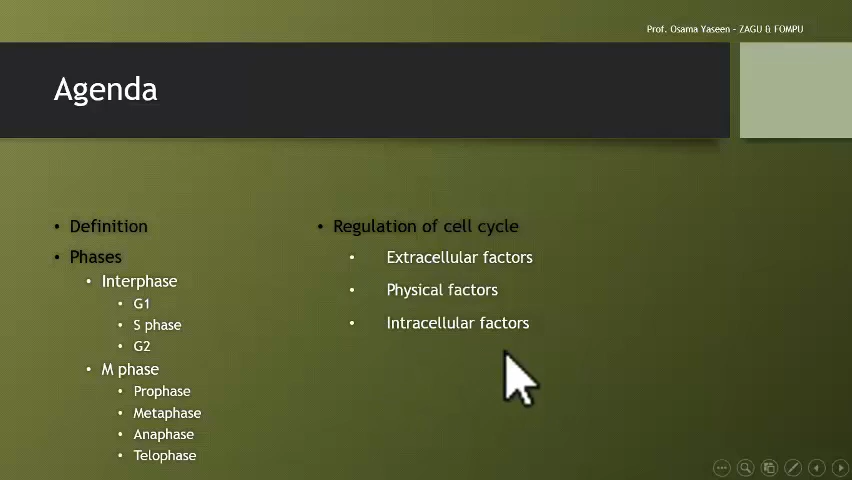 Prof. Osama Yaseen – ZAGU & FOMPU
Agenda
• Definition
• Phases
• Interphase
• G1
• S phase
• G2
• M phase
• Prophase
• Metaphase
• Anaphase
• Telophase
• Regulation of cell cycle
• Extracellular factors
• Physical factors
• Intracellular factors